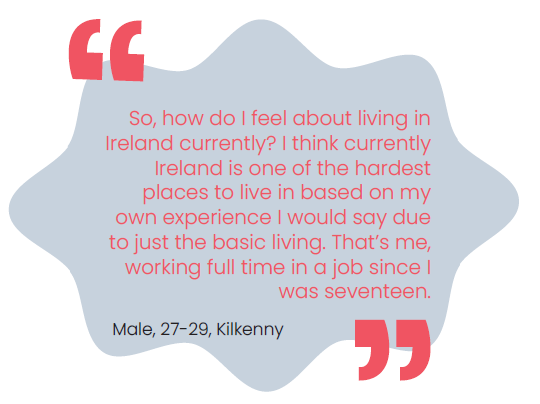 So, how do I feel about living in
Ireland currently? I think currently
Ireland is one of the hardest
places to live in based on my
own experience I would say due
to just the basic living. That's me,
working full time in a job since I
was seventeen.
Male, 27-29, Kilkenny